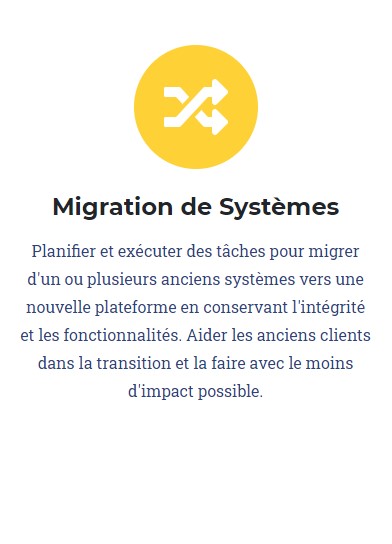 Migration de Systèmes
Planifier et exécuter des tâches pour migrer
d'un ou plusieurs anciens systèmes vers une
nouvelle plateforme en conservant l'intégrité
et les fonctionnalités. Aider les anciens clients
dans la transition et la faire avec le moins
d'impact possible.